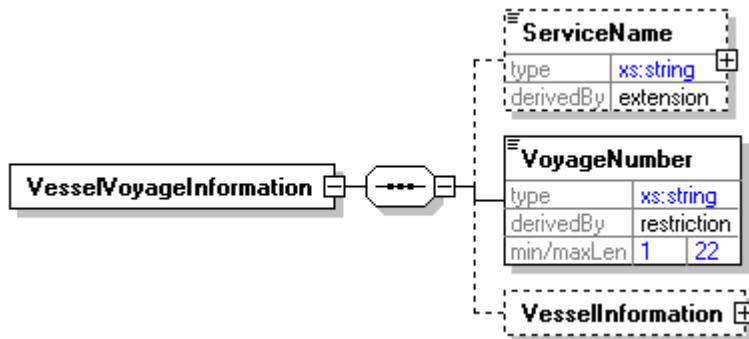 ServiceName
type xs:string
derivedBy extension
VoyageNumber
type xs:string
derivedBy restriction
min/maxLen 1 22
VesselVoyageInformation
VesselInformation